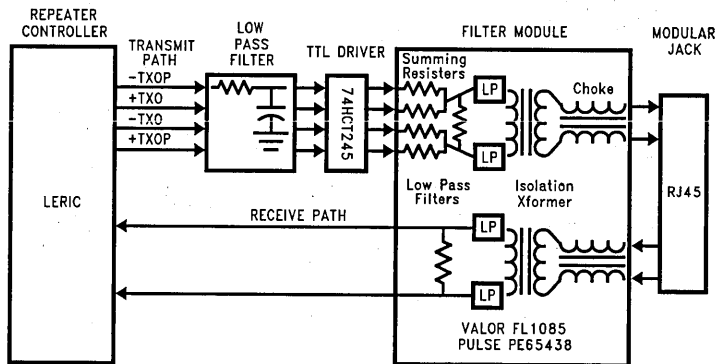 REPEATER
CONTROLLER
TRANSMIT
PATH
LOW
PASS
FILTER
TTL DRIVER
FILTER MODULE
MODULAR
JACK
-TXOP
+TXO
-TXO
+TXOP
74HCT245
Summing
Resisters
LP
LP
Choke
LERIC
RJ45
Low Pass
Filters
Isolation
Xformer
RECEIVE PATH
LP
LP
VALOR FL1085
PULSE PE65438